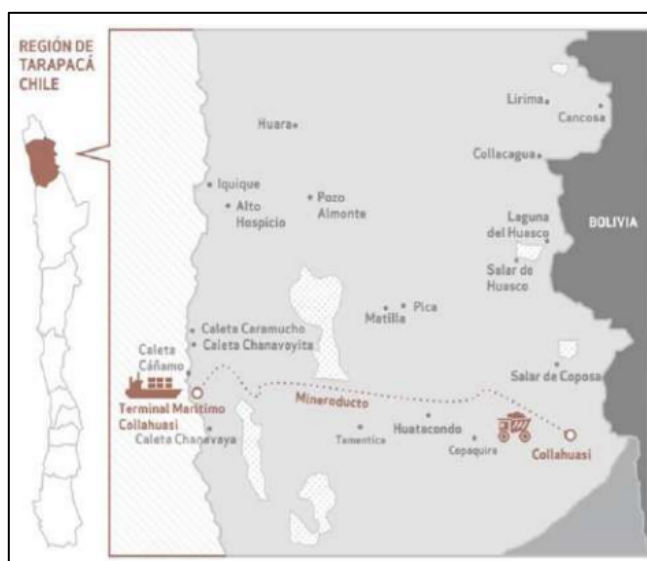 REGIÓN DE
TARAPACÁ
CHILE
Lirima
Cancosa
Huara
Collacagua
Iquique
Alto
Hospicio
Pozo
Almonte
Laguna
del Huasco
BOLIVIA
Salar de
Huasco
Matilla
Pica
Caleta Caramucho
Caleta Chanavayita
Caleta
Cáñamo
Salar de Coposa
Terminal Marítimo
Collahuasi
Mineroducto
Caleta Chanavaya
Tamentica
Huatacondo
Copaquira
Collahuasi